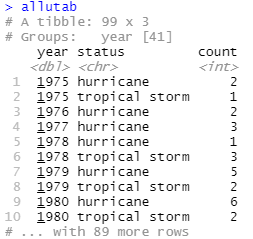 > allutab
# A tibble: 99 x 3
# Groups:   year [41]
    year status         count
   <dbl> <chr>          <int>
 1  1975 hurricane          2
 2  1975 tropical storm     1
 3  1976 hurricane          2
 4  1977 hurricane          3
 5  1978 hurricane          1
 6  1978 tropical storm     3
 7  1979 hurricane          5
 8  1979 tropical storm     2
 9  1980 hurricane          6
10  1980 tropical storm     2
# ... with 89 more rows